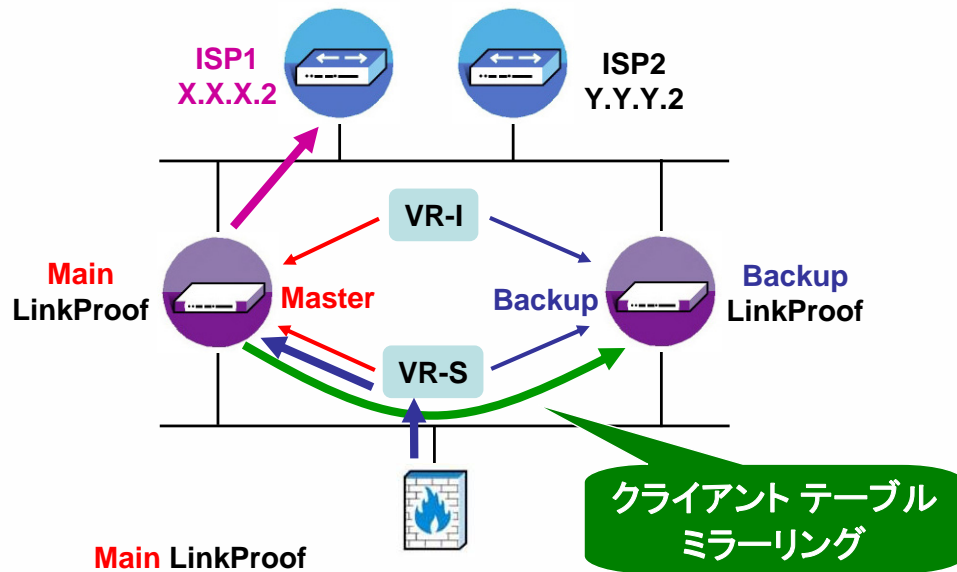 ISP1
X.X.X.2
ISP2
Y.Y.Y.2
VR-I
Main
LinkProof
Master
Backup
Backup
LinkProof
VR-S
クライアント テーブル
ミラーリング
Main LinkProof